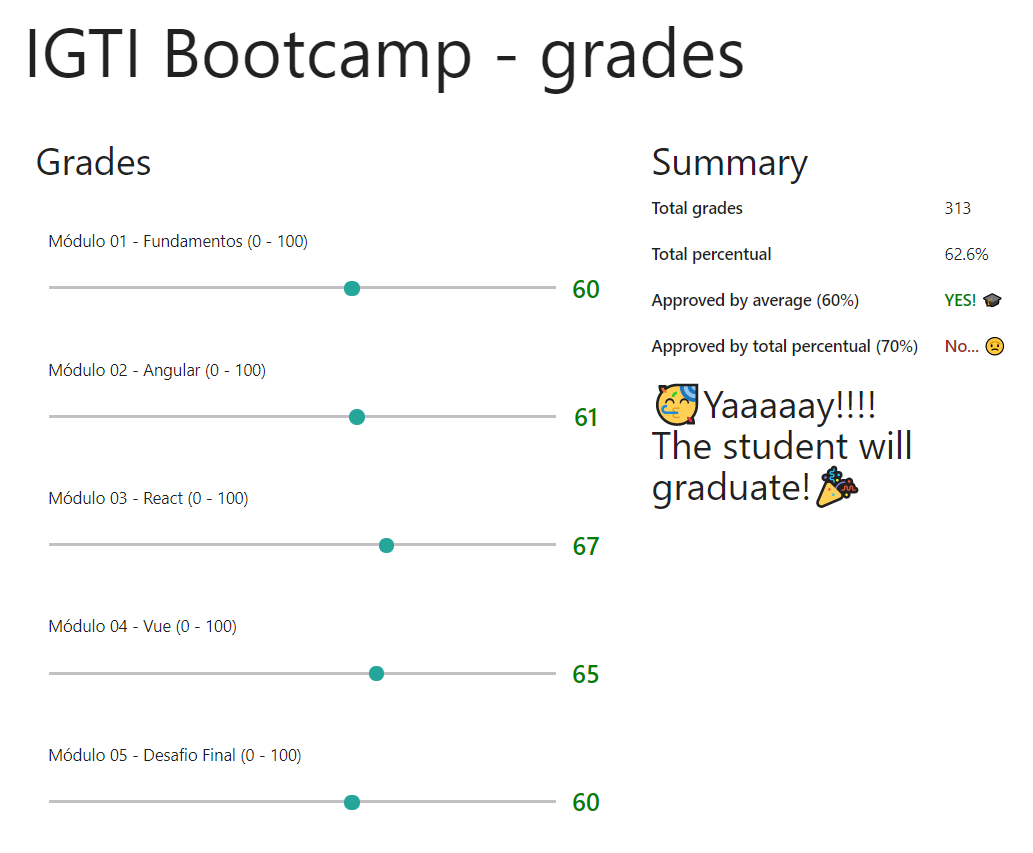 IGTI Bootcamp - grades
Grades
Módulo 01 - Fundamentos (0 - 100)
60
Módulo 02 - Angular (0 - 100)
61
Módulo 03 - React (0 - 100)
67
Módulo 04 - Vue (0 - 100)
65
Módulo 05 - Desafio Final (0 - 100)
60
Summary
Total grades 313
Total percentual 62.6%
Approved by average (60%) YES! 🎓
Approved by total percentual (70%) No... 😟
🥳Yaaaaay!!!!
The student will
graduate!🎉